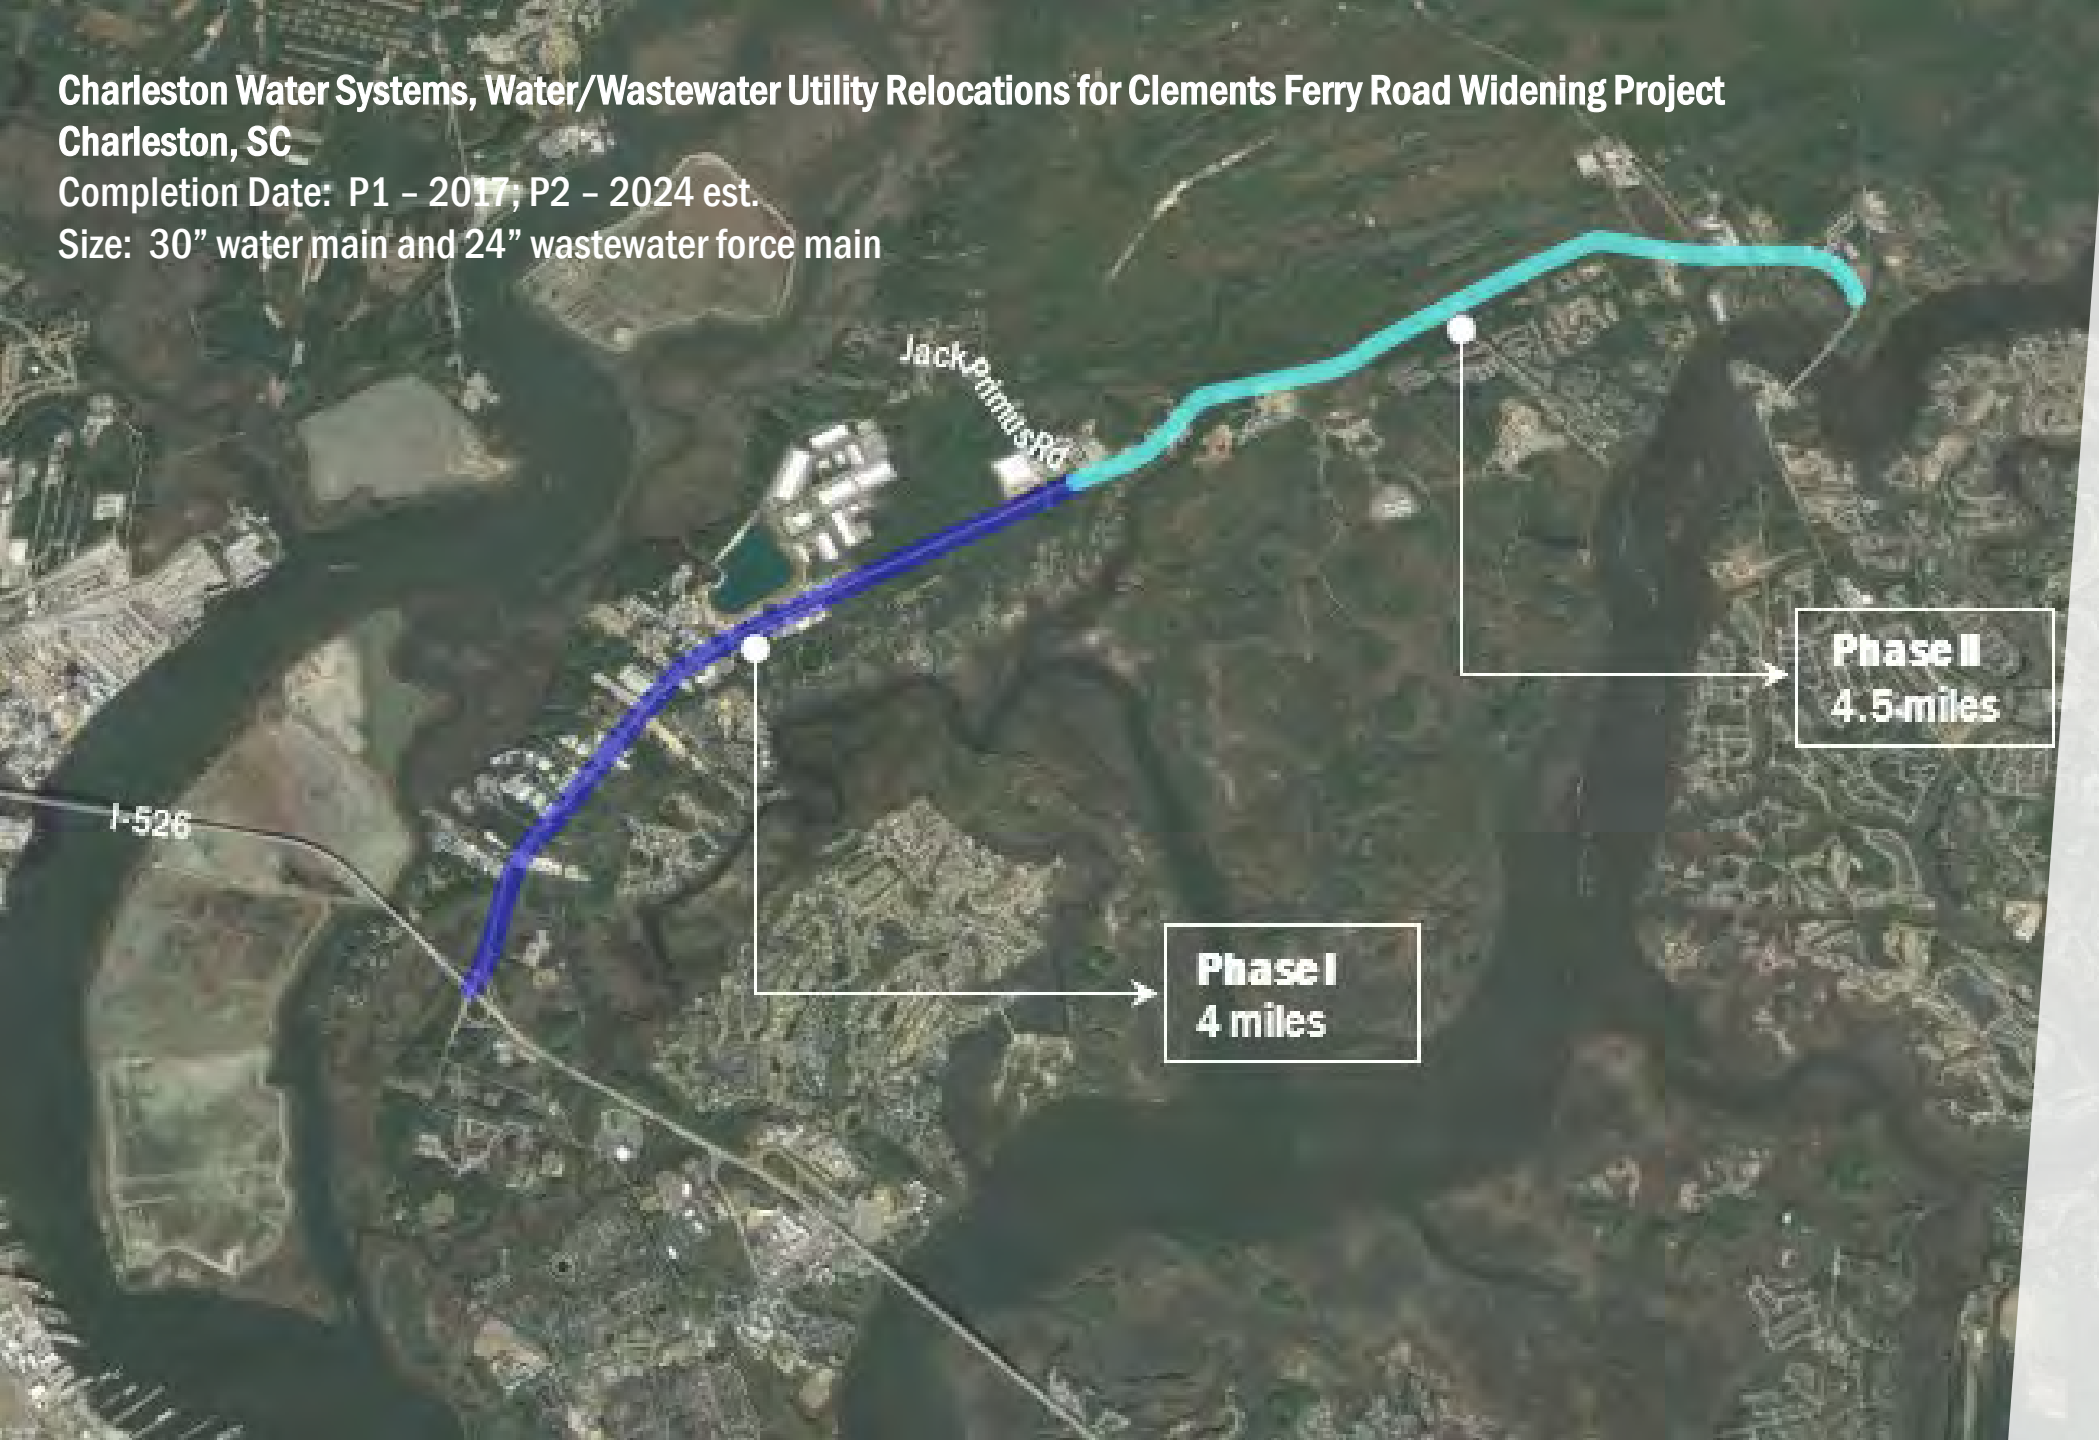 Charleston Water Systems, Water/Wastewater Utility Relocations for Clements Ferry Road Widening Project
Charleston, SC
Completion Date:  P1 – 2017; P2 – 2024 est.
Size:  30” water main and 24” wastewater force main
Jack Primus Rd
Phase II
4.5 miles
I-526
Phase I
4 miles